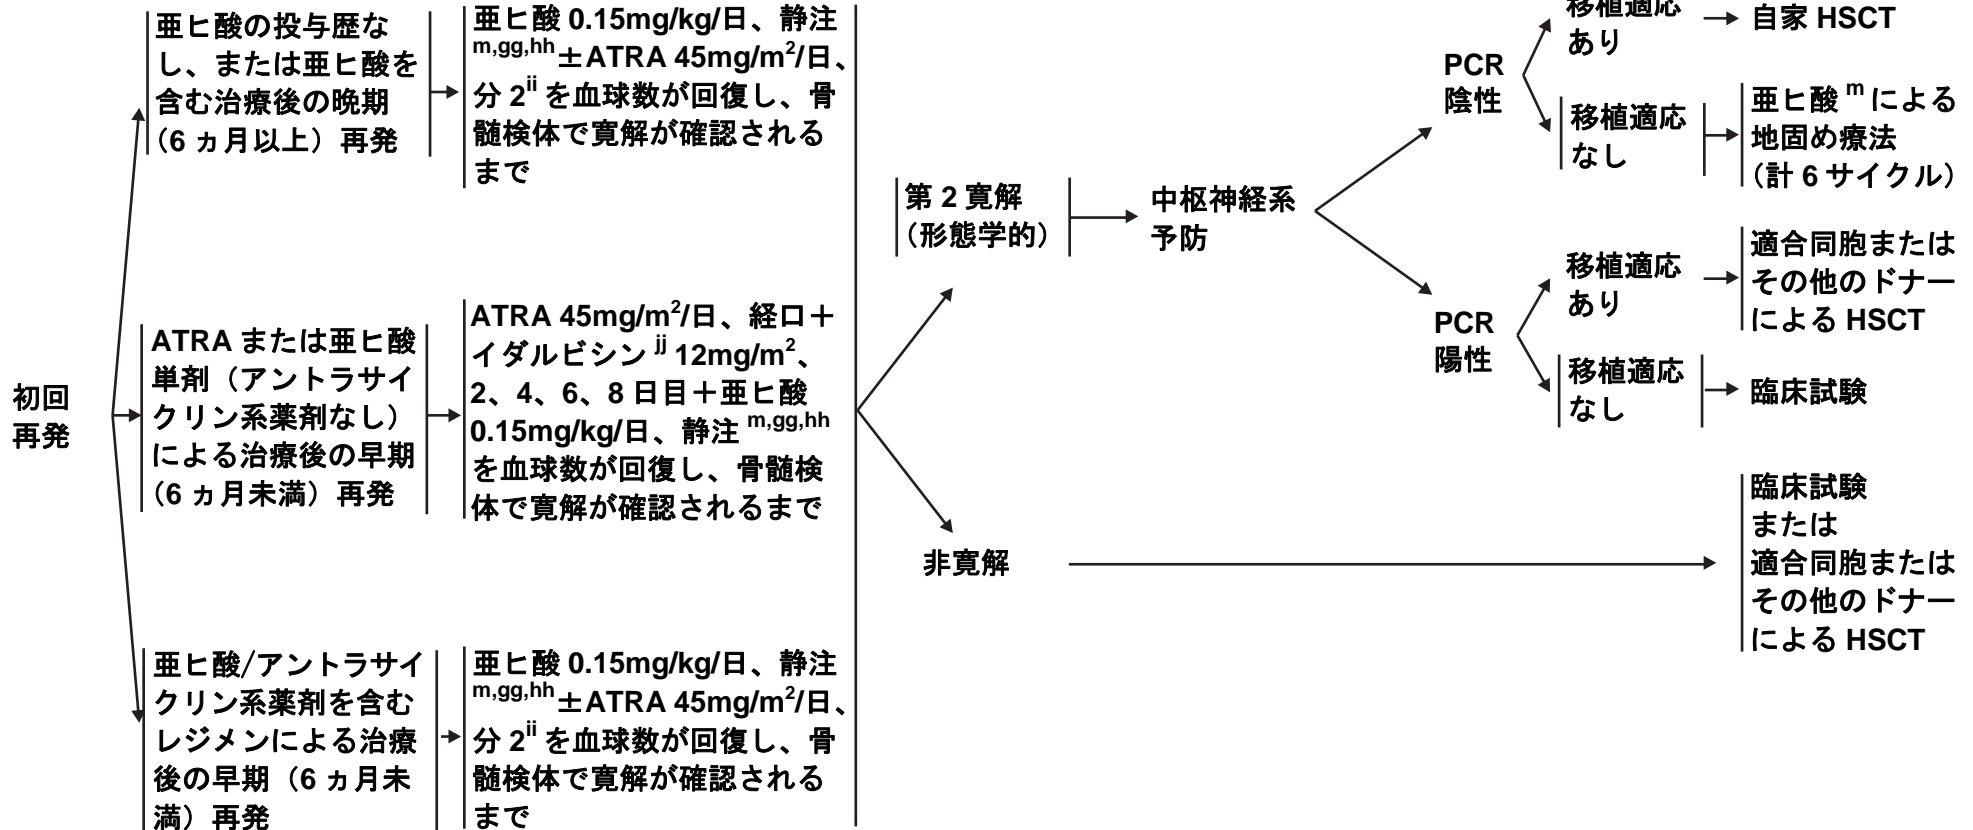 初回
再発
亜ヒ酸の投与歴な
し、または亜ヒ酸を
含む治療後の晩期
（6 ヵ月以上）再発
亜ヒ酸 0.15mg/kg/日、静注
m,gg,hh±ATRA 45mg/m2/日、
分 2ii を血球数が回復し、骨
髄検体で寛解が確認される
まで
ATRA または亜ヒ酸
単剤（アントラサイ
クリン系薬剤なし）
による治療後の早期
（6 ヵ月未満）再発
ATRA 45mg/m2/日、経口＋
イダルビシン jj 12mg/m2、
2、4、6、8 日目＋亜ヒ酸
0.15mg/kg/日、静注 m,gg,hh
を血球数が回復し、骨髄検
体で寛解が確認されるまで
亜ヒ酸/アントラサイ
クリン系薬剤を含む
レジメンによる治療
後の早期（6 ヵ月未
満）再発
亜ヒ酸 0.15mg/kg/日、静注
m,gg,hh±ATRA 45mg/m2/日、
分 2ii を血球数が回復し、骨
髄検体で寛解が確認される
まで
第 2 寛解
（形態学的）
中枢神経系
予防
PCR
陰性
移植適応
あり
自家 HSCT
移植適応
なし
亜ヒ酸 m による
地固め療法
（計 6 サイクル）
PCR
陽性
移植適応
あり
適合同胞または
その他のドナー
による HSCT
移植適応
なし
臨床試験
非寛解
臨床試験
または
適合同胞または
その他のドナー
による HSCT